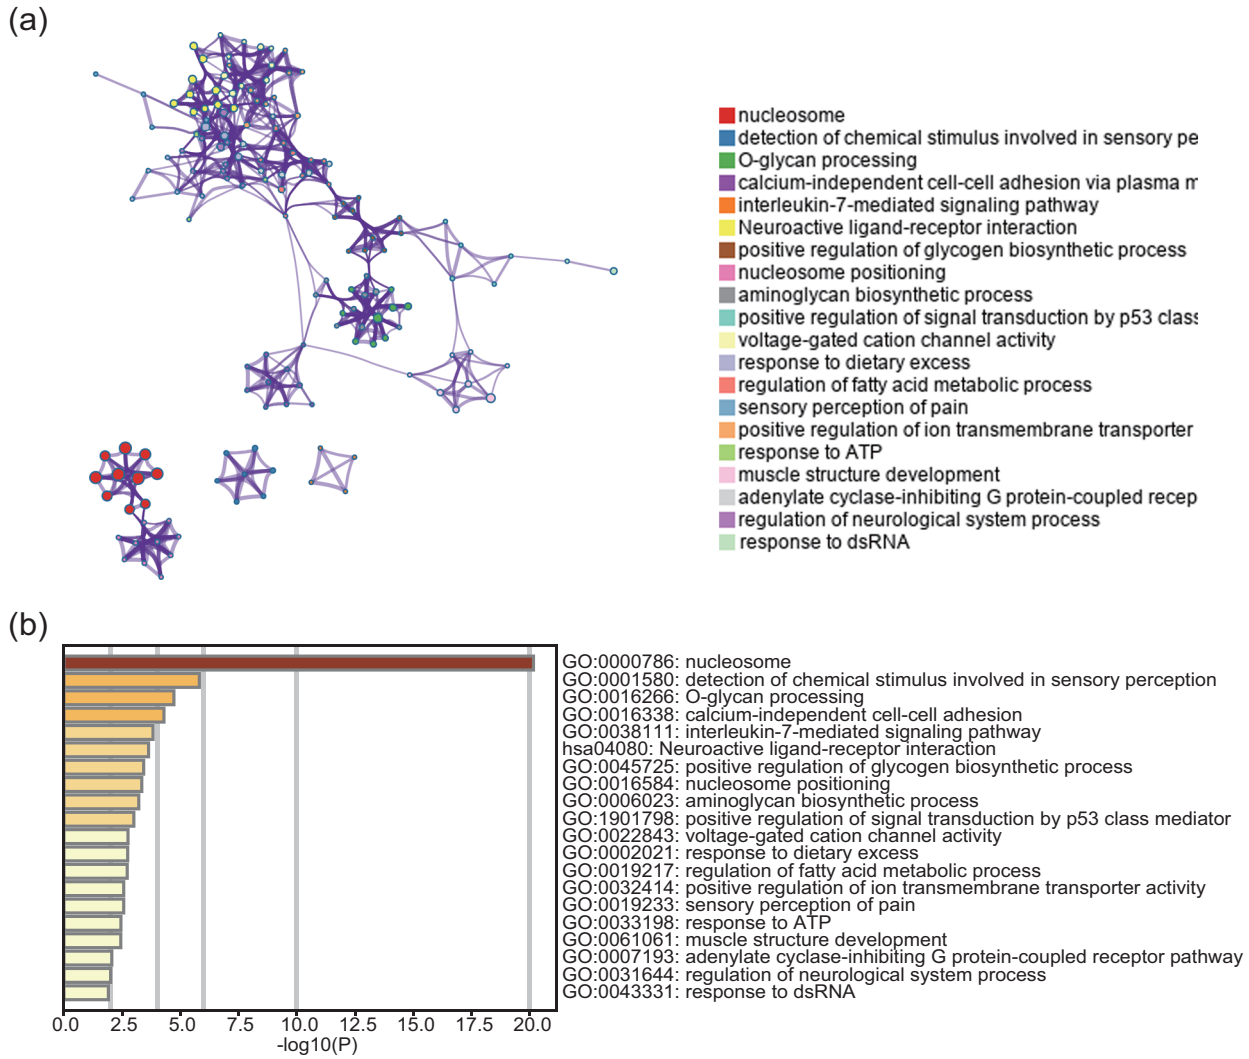 (a)
nucleosome
detection of chemical stimulus involved in sensory pe
O-glycan processing
calcium-independent cell-cell adhesion via plasma m
interleukin-7-mediated signaling pathway
Neuroactive ligand-receptor interaction
positive regulation of glycogen biosynthetic process
nucleosome positioning
aminoglycan biosynthetic process
positive regulation of signal transduction by p53 class
voltage-gated cation channel activity
response to dietary excess
regulation of fatty acid metabolic process
sensory perception of pain
positive regulation of ion transmembrane transporter
response to ATP
muscle structure development
adenylate cyclase-inhibiting G protein-coupled recep
regulation of neurological system process
response to dsRNA
(b)
GO:0000786: nucleosome
GO:0001580: detection of chemical stimulus involved in sensory perception
GO:0016266: O-glycan processing
GO:0016338: calcium-independent cell-cell adhesion
GO:0038111: interleukin-7-mediated signaling pathway
hsa04080: Neuroactive ligand-receptor interaction
GO:0045725: positive regulation of glycogen biosynthetic process
GO:0016584: nucleosome positioning
GO:0006023: aminoglycan biosynthetic process
GO:1901798: positive regulation of signal transduction by p53 class mediator
GO:0022843: voltage-gated cation channel activity
GO:0002021: response to dietary excess
GO:0019217: regulation of fatty acid metabolic process
GO:0032414: positive regulation of ion transmembrane transporter activity
GO:0019233: sensory perception of pain
GO:0033198: response to ATP
GO:0061061: muscle structure development
GO:0007193: adenylate cyclase-inhibiting G protein-coupled receptor pathway
GO:0031644: regulation of neurological system process
GO:0043331: response to dsRNA
0.0 2.5 5.0 7.5 10.0 12.5 15.0 17.5 20.0
-log10(P)